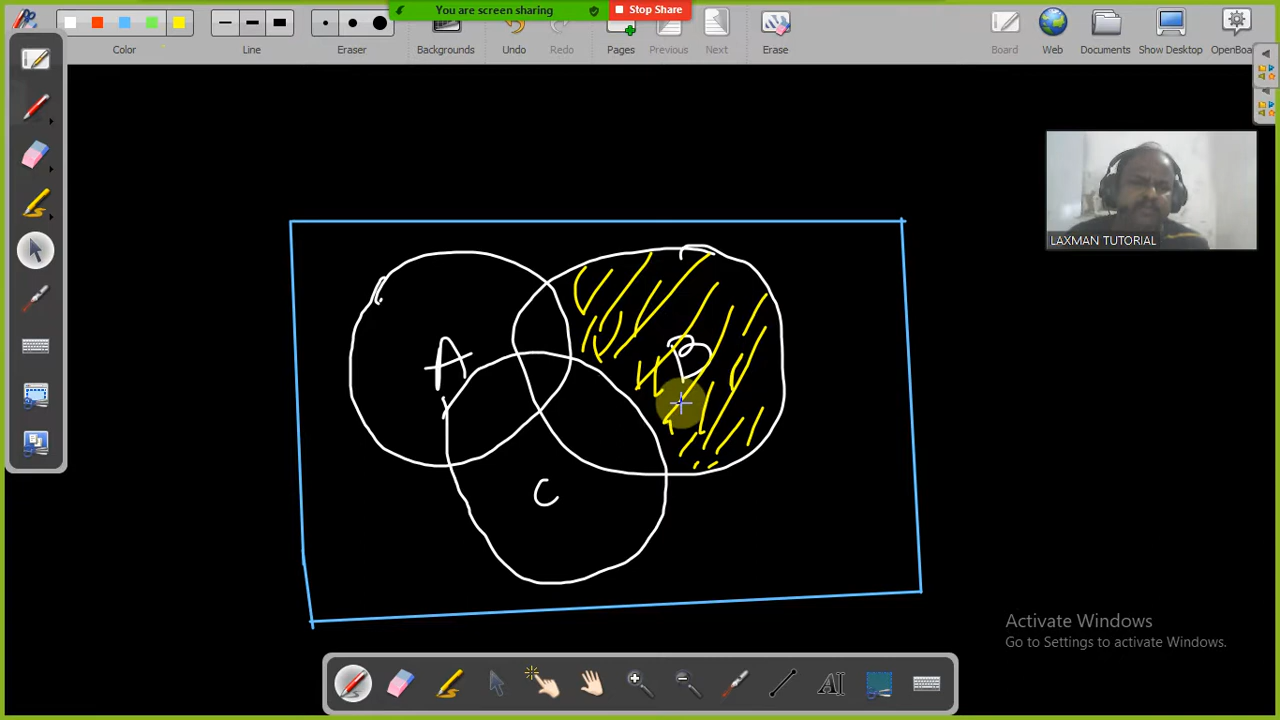 You are screen sharing
Stop Share
Color
Line
Eraser
Backgrounds
Undo
Redo
Pages
Previous
Next
Erase
Board
Web
Documents
Show Desktop
OpenBoa
LAXMAN TUTORIAL
A
B
C
Activate Windows
Go to Settings to activate Windows.
AI